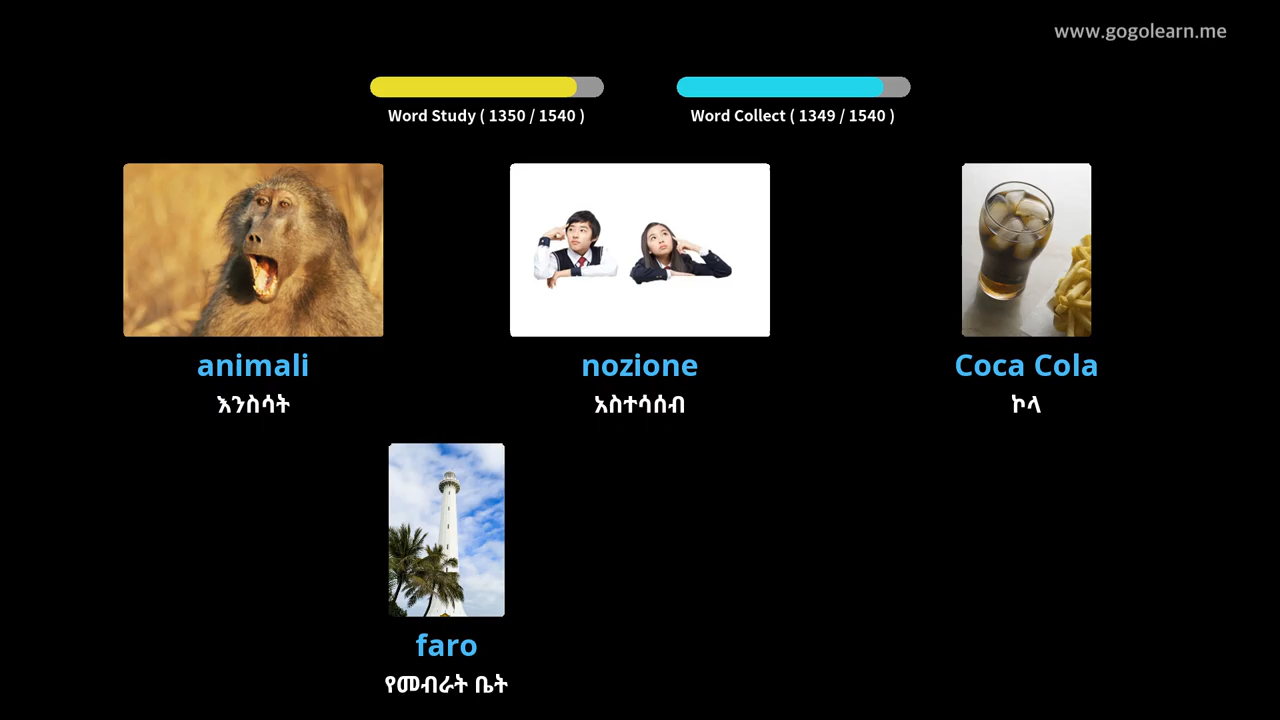 www.gogolearn.me
Word Study ( 1350 / 1540 )
Word Collect ( 1349 / 1540 )
animali
nozione
Coca Cola
እንስሳት
አስተሳሰብ
ኮላ
faro
የመብራት ቤት